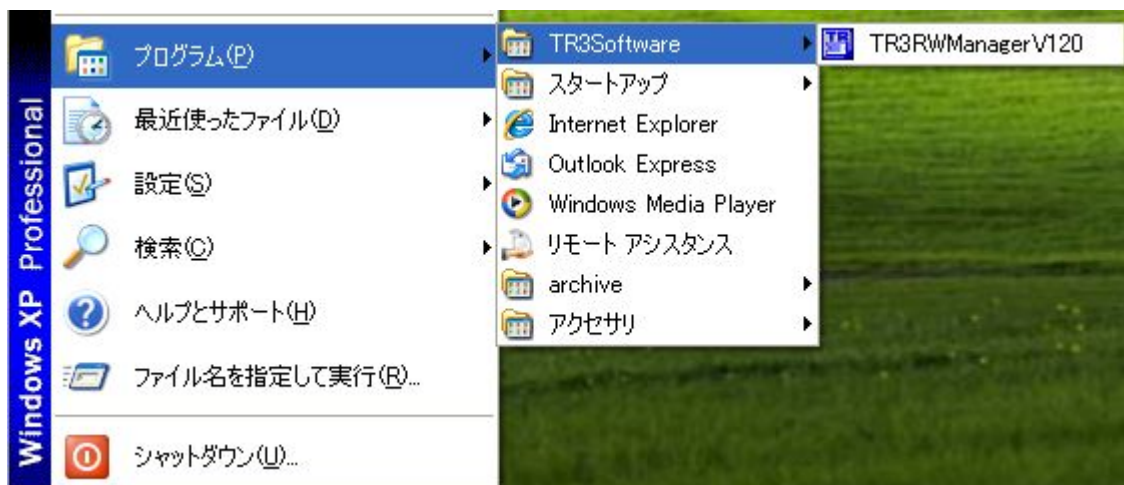 Windows XP Professional
プログラム(P)
最近使ったファイル(D)
設定(S)
検索(C)
ヘルプとサポート(H)
ファイル名を指定して実行(R)...
シャットダウン(U)...
TR3Software
スタートアップ
Internet Explorer
Outlook Express
Windows Media Player
リモート アシスタンス
archive
アクセサリ
TR3RWManagerV120